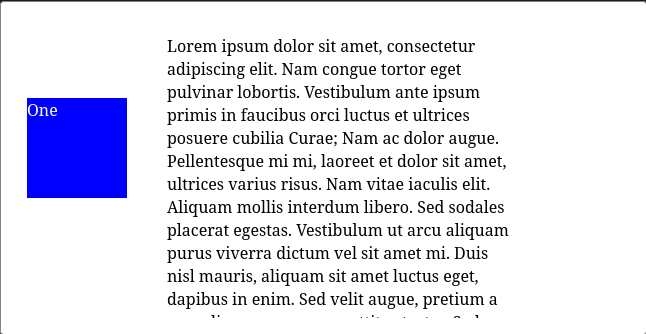 One
Lorem ipsum dolor sit amet, consectetur
adipiscing elit. Nam congue tortor eget
pulvinar lobortis. Vestibulum ante ipsum
primis in faucibus orci luctus et ultrices
posuere cubilia Curae; Nam ac dolor augue.
Pellentesque mi mi, laoreet et dolor sit amet,
ultrices varius risus. Nam vitae iaculis elit.
Aliquam mollis interdum libero. Sed sodales
placerat egestas. Vestibulum ut arcu aliquam
purus viverra dictum vel sit amet mi. Duis
nisl mauris, aliquam sit amet luctus eget,
dapibus in enim. Sed velit augue, pretium a